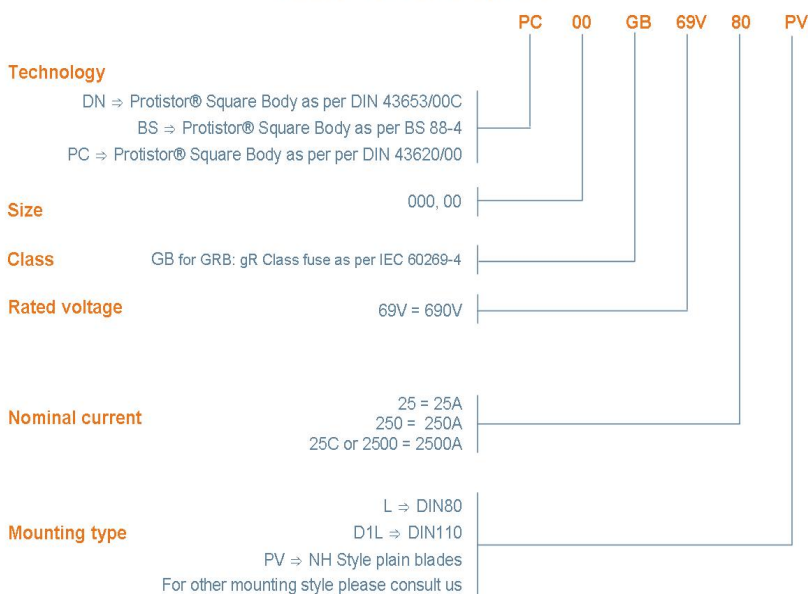 PC 00 GB 69V 80 PV
Technology
DN ⇒ Protistor® Square Body as per DIN 43653/00C
BS ⇒ Protistor® Square Body as per BS 88-4
PC ⇒ Protistor® Square Body as per per DIN 43620/00
Size
000, 00
Class
GB for GRB: gR Class fuse as per IEC 60269-4
Rated voltage
69V = 690V
Nominal current
25 = 25A
250 = 250A
25C or 2500 = 2500A
Mounting type
L ⇒ DIN80
D1L ⇒ DIN110
PV ⇒ NH Style plain blades
For other mounting style please consult us